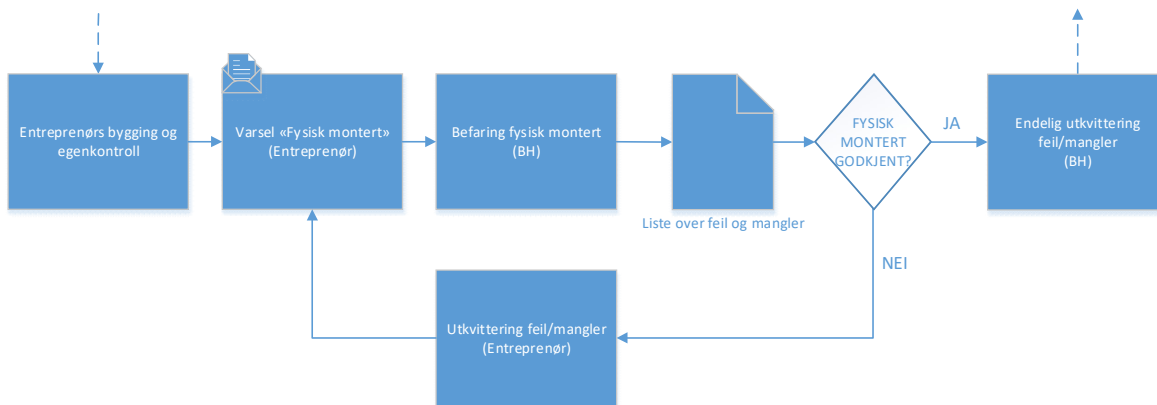 Entreprenørs bygging og
egenkontroll
Varsel «Fysisk montert»
(Entreprenør)
Befaring fysisk montert
(BH)
Liste over feil og mangler
FYSISK
MONTERT
GODKJENT?
JA
Endelig utkvittering
feil/mangler
(BH)
NEI
Utkvittering feil/mangler
(Entreprenør)